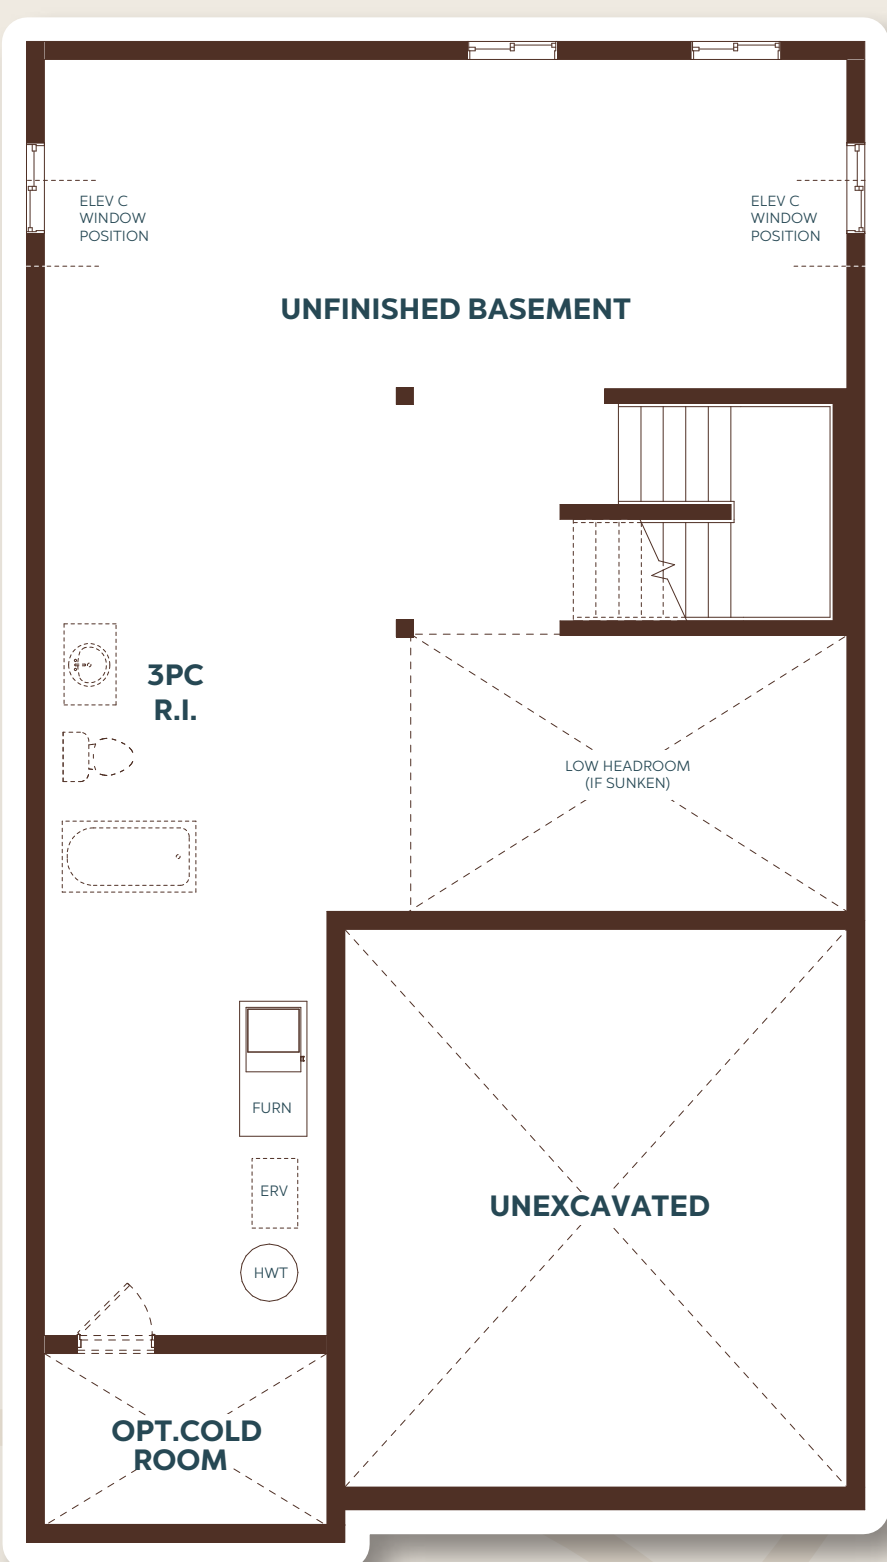 ELEV C
WINDOW
POSITION
ELEV C
WINDOW
POSITION
UNFINISHED BASEMENT
3PC
R.I.
LOW HEADROOM
(IF SUNKEN)
FURN
ERV
UNEXCAVATED
HWT
OPT.COLD
ROOM